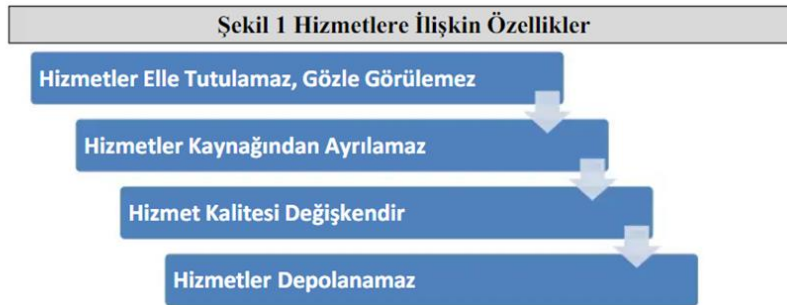 Şekil 1 Hizmetlere İlişkin Özellikler
Hizmetler Elle Tutulamaz, Gözle Görülemez
Hizmetler Kaynağından Ayrılamaz
Hizmet Kalitesi Değişkendir
Hizmetler Depolanamaz